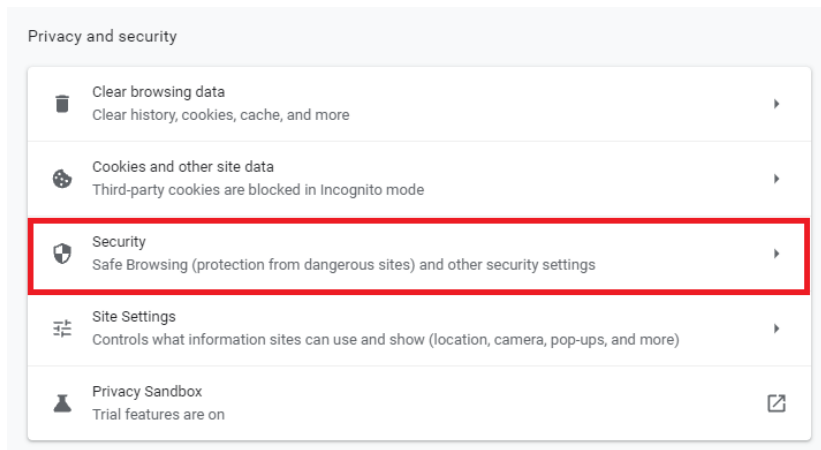 Privacy and security
Clear browsing data
Clear history, cookies, cache, and more
Cookies and other site data
Third-party cookies are blocked in Incognito mode
Security
Safe Browsing (protection from dangerous sites) and other security settings
Site Settings
Controls what information sites can use and show (location, camera, pop-ups, and more)
Privacy Sandbox
Trial features are on